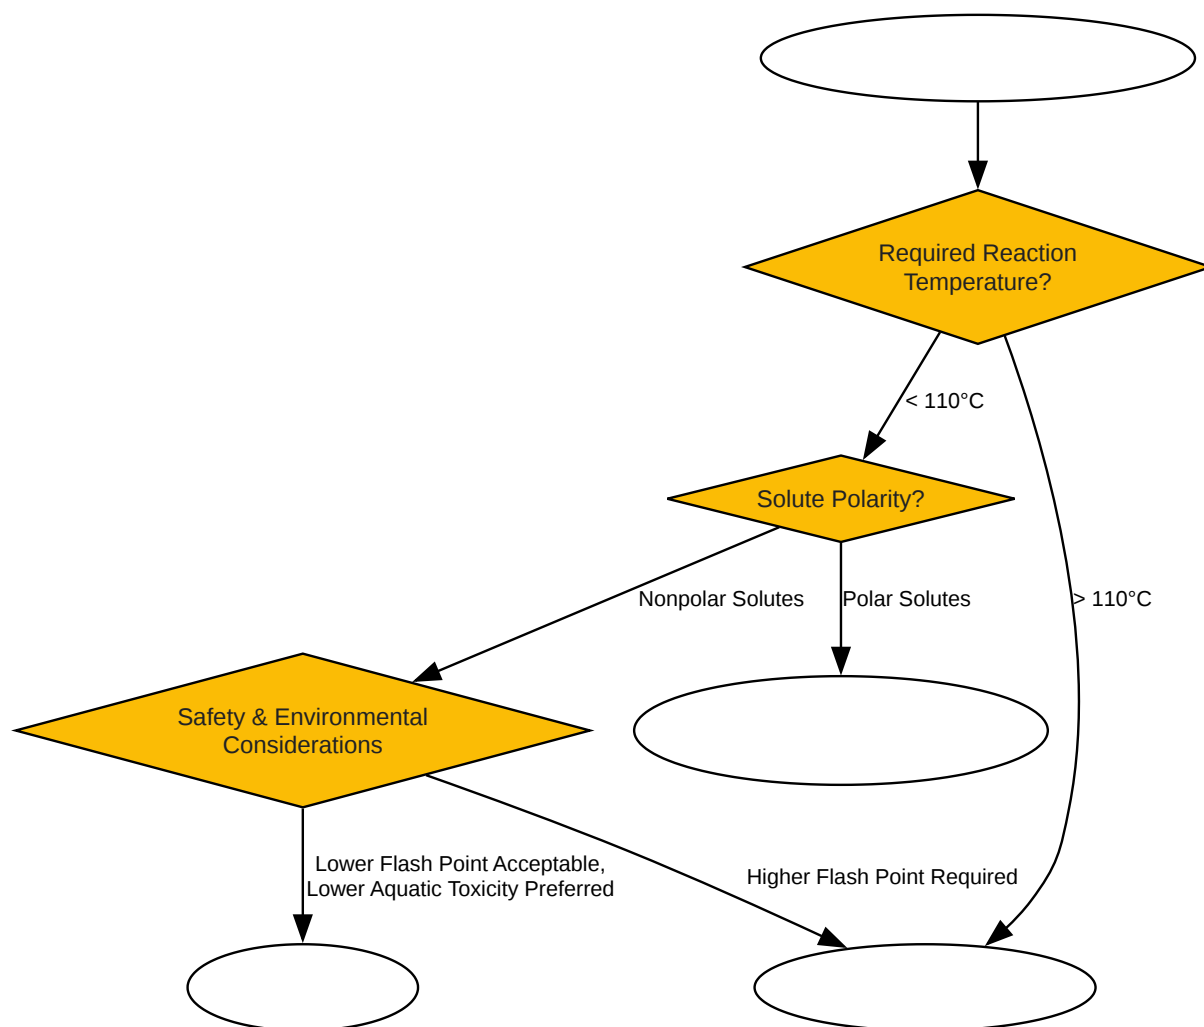 Required Reaction
Temperature?
< 110°C
Solute Polarity?
Nonpolar Solutes
Polar Solutes
> 110°C
Safety & Environmental
Considerations
Lower Flash Point Acceptable,
Lower Aquatic Toxicity Preferred
Higher Flash Point Required